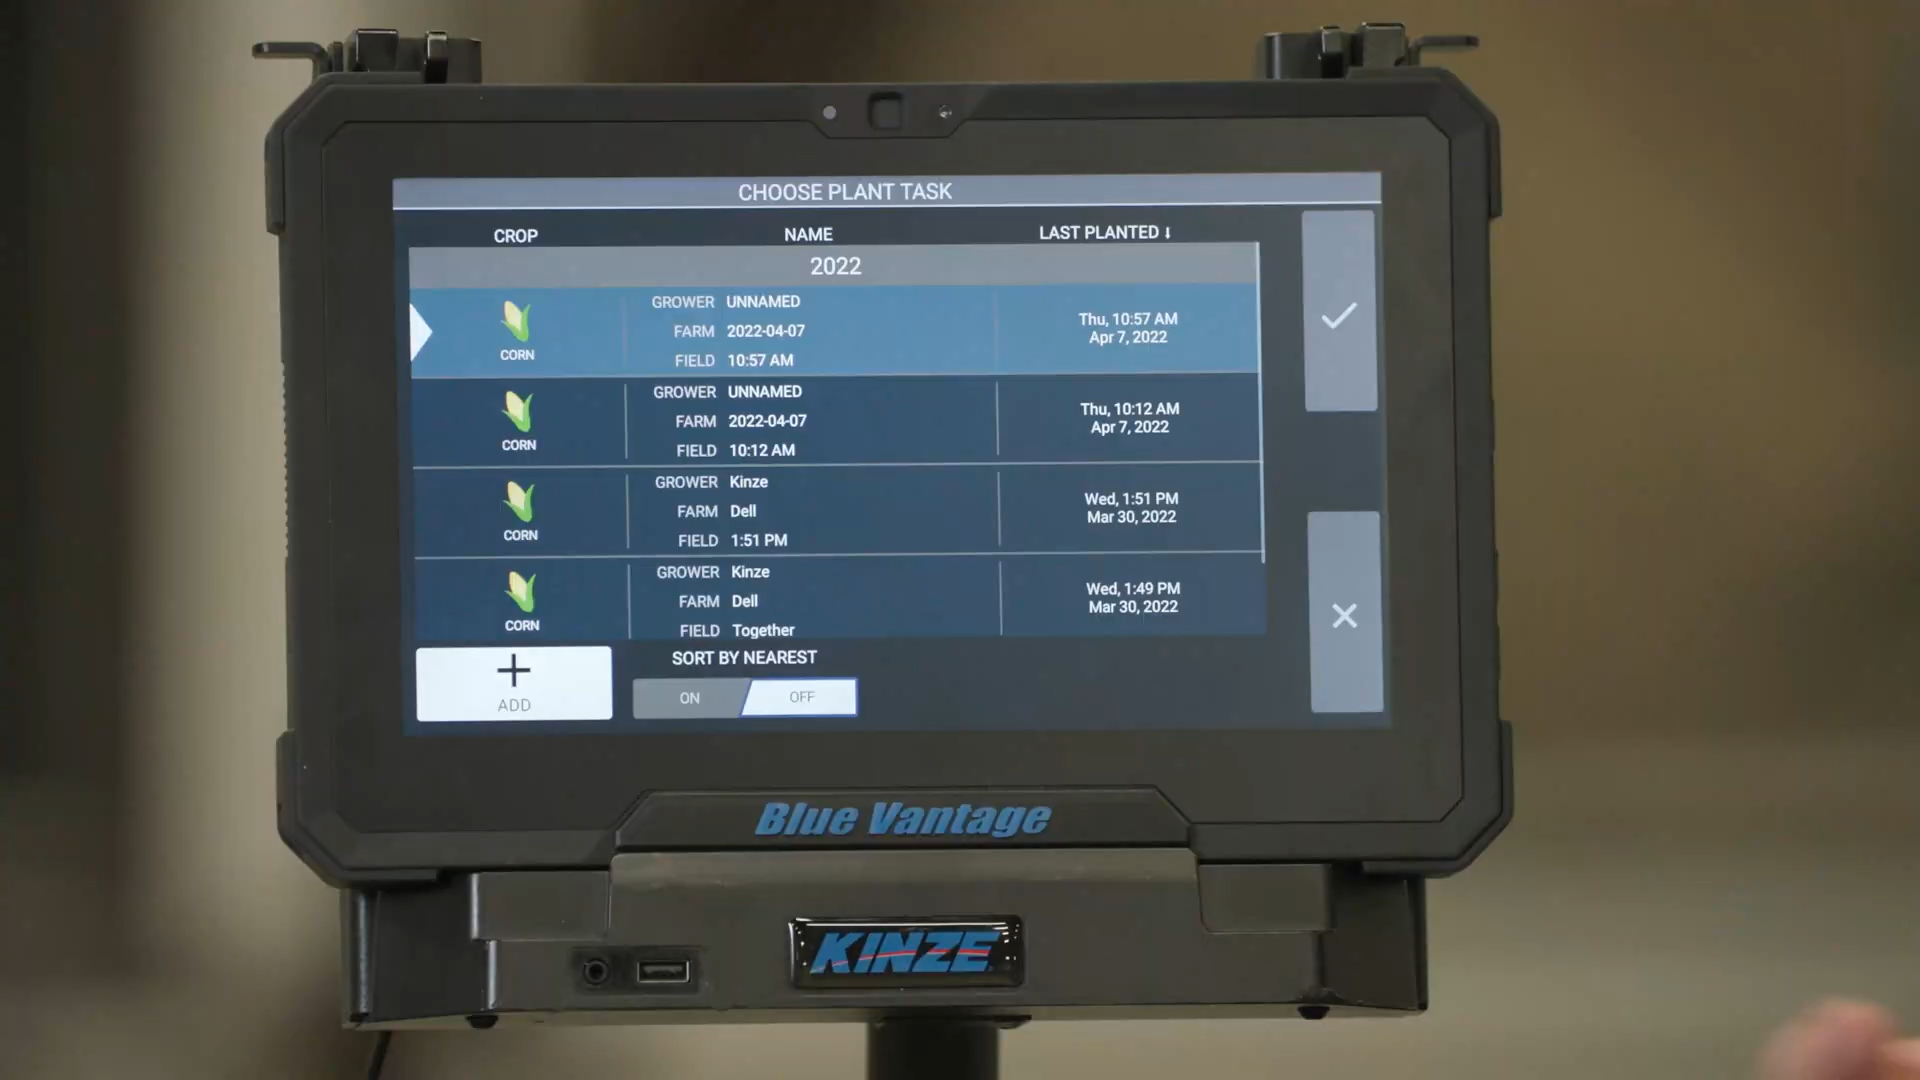 CHOOSE PLANT TASK
CROP NAME LAST PLANTED ↓
2022
CORN
GROWER UNNAMED
FARM 2022-04-07
FIELD 10:57 AM
Thu, 10:57 AM
Apr 7, 2022
CORN
GROWER UNNAMED
FARM 2022-04-07
FIELD 10:12 AM
Thu, 10:12 AM
Apr 7, 2022
CORN
GROWER Kinze
FARM Dell
FIELD 1:51 PM
Wed, 1:51 PM
Mar 30, 2022
CORN
GROWER Kinze
FARM Dell
FIELD Together
Wed, 1:49 PM
Mar 30, 2022
ADD
SORT BY NEAREST
ON OFF
Blue Vantage
KINZE